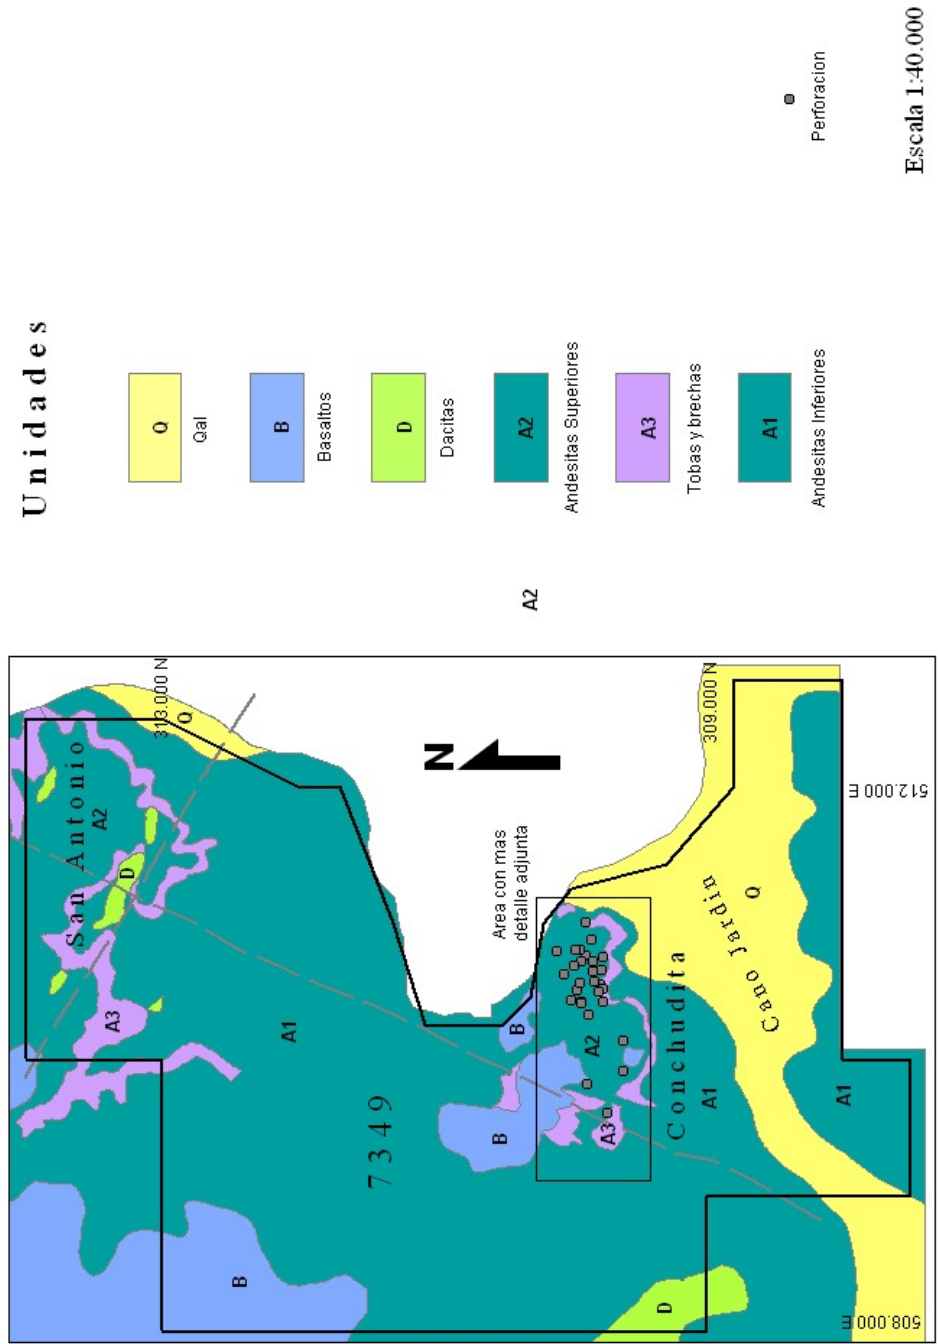 Unidades
Q
Qal
B
Basaltos
D
Dacitas
A2
Andesitas Superiores
A3
Tobas y brechas
A1
Andesitas Inferiores
Perforacion
Escala 1:40.000
A2
San Antonio
A2
D
A3
313.000 N
Q
A1
N
7349
B
B
B
Area con mas
detalle adjunta
A2
A3
Conchudita
309.000 N
A1
Cano Jardin
Q
A1
D
512.000 E
508.000 E